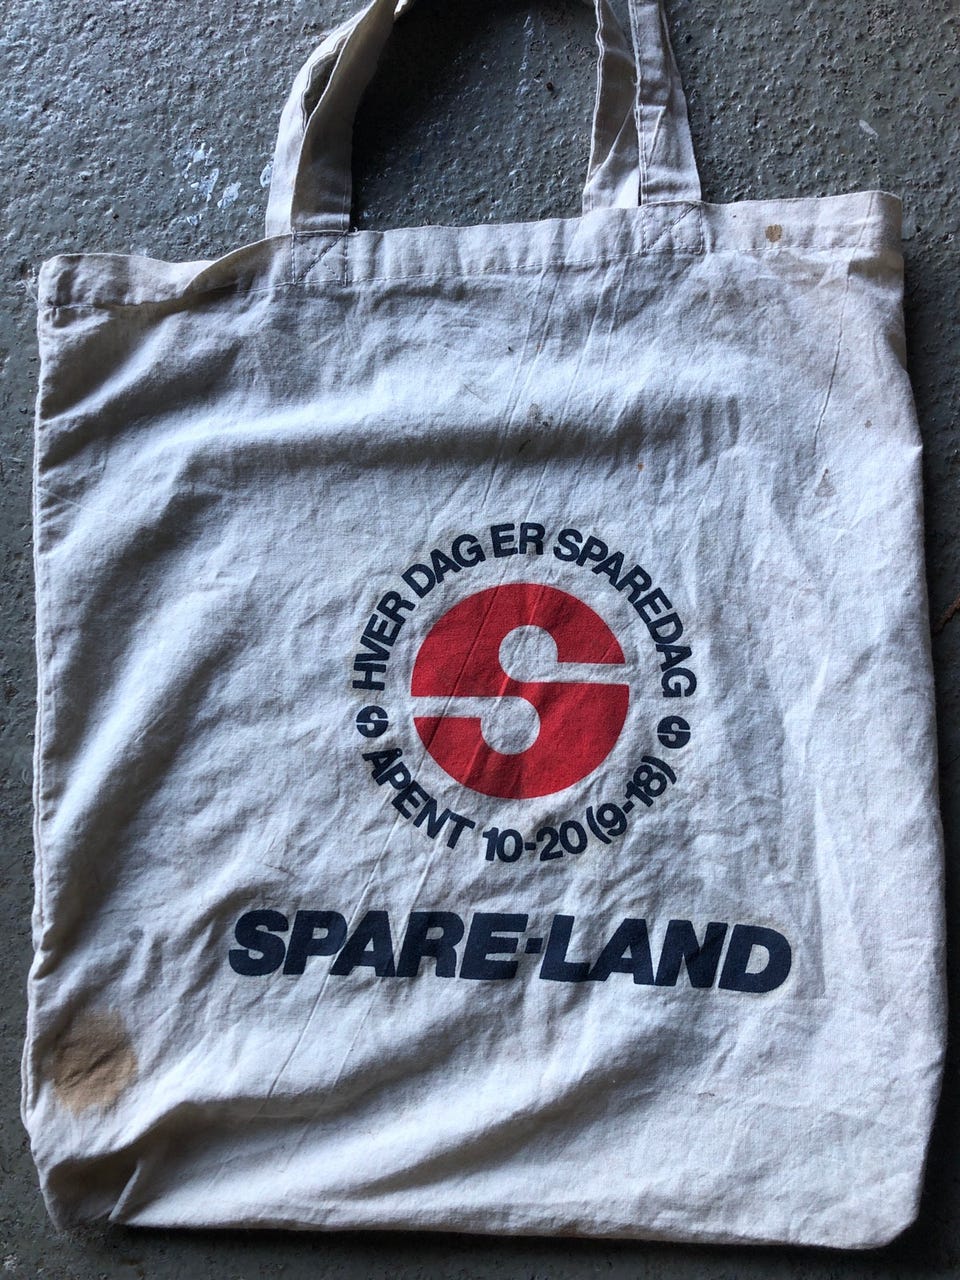 HVER DAG ER SPAREDAG
S
S S
ÅPENT 10-20 (9-18)
SPARE-LAND